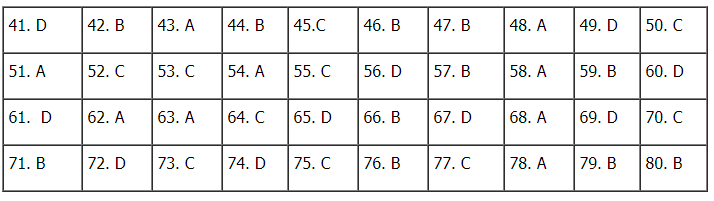 41. D 42. B 43. A 44. B 45.C 46. B 47. B 48. A 49. D 50. C
51. A 52. C 53. C 54. A 55. C 56. D 57. B 58. A 59. B 60. D
61. D 62. A 63. A 64. C 65. D 66. B 67. D 68. A 69. D 70. C
71. B 72. D 73. C 74. D 75. C 76. B 77. C 78. A 79. B 80. B